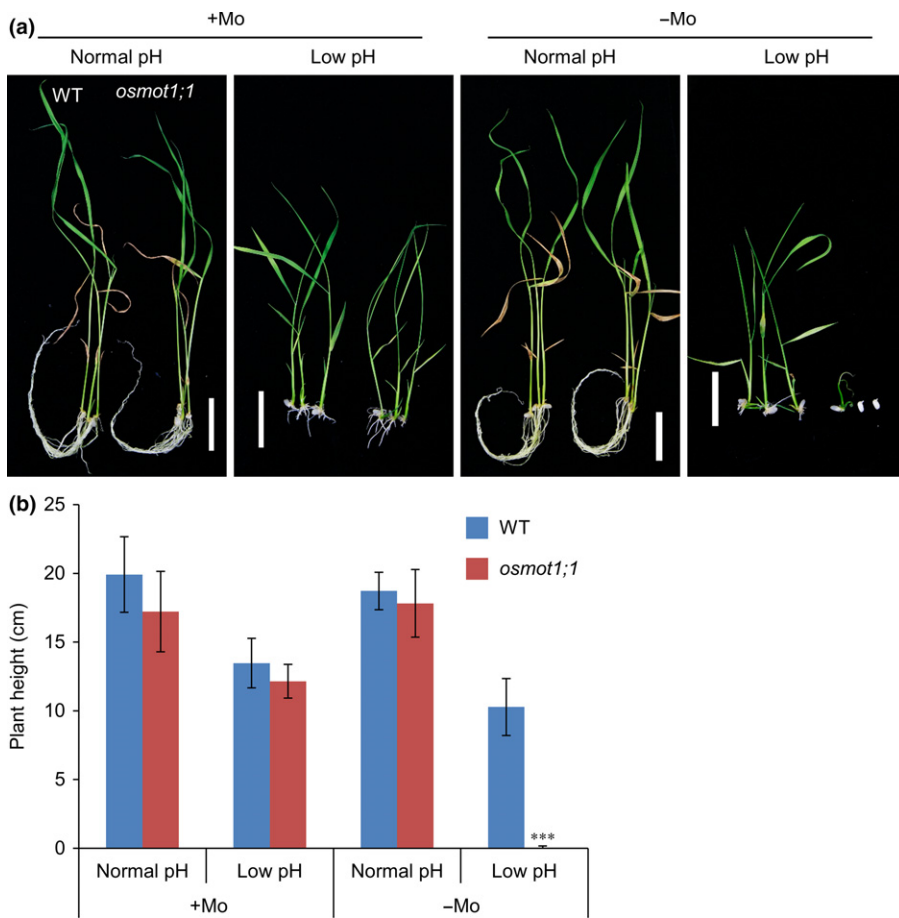 (a)
+Mo
–Mo
Normal pH
Low pH
Normal pH
Low pH
WT
osmot1;1
(b)
25
20
15
10
5
0
Plant height (cm)
WT
osmot1;1
***
Normal pH
Low pH
Normal pH
Low pH
+Mo
–Mo